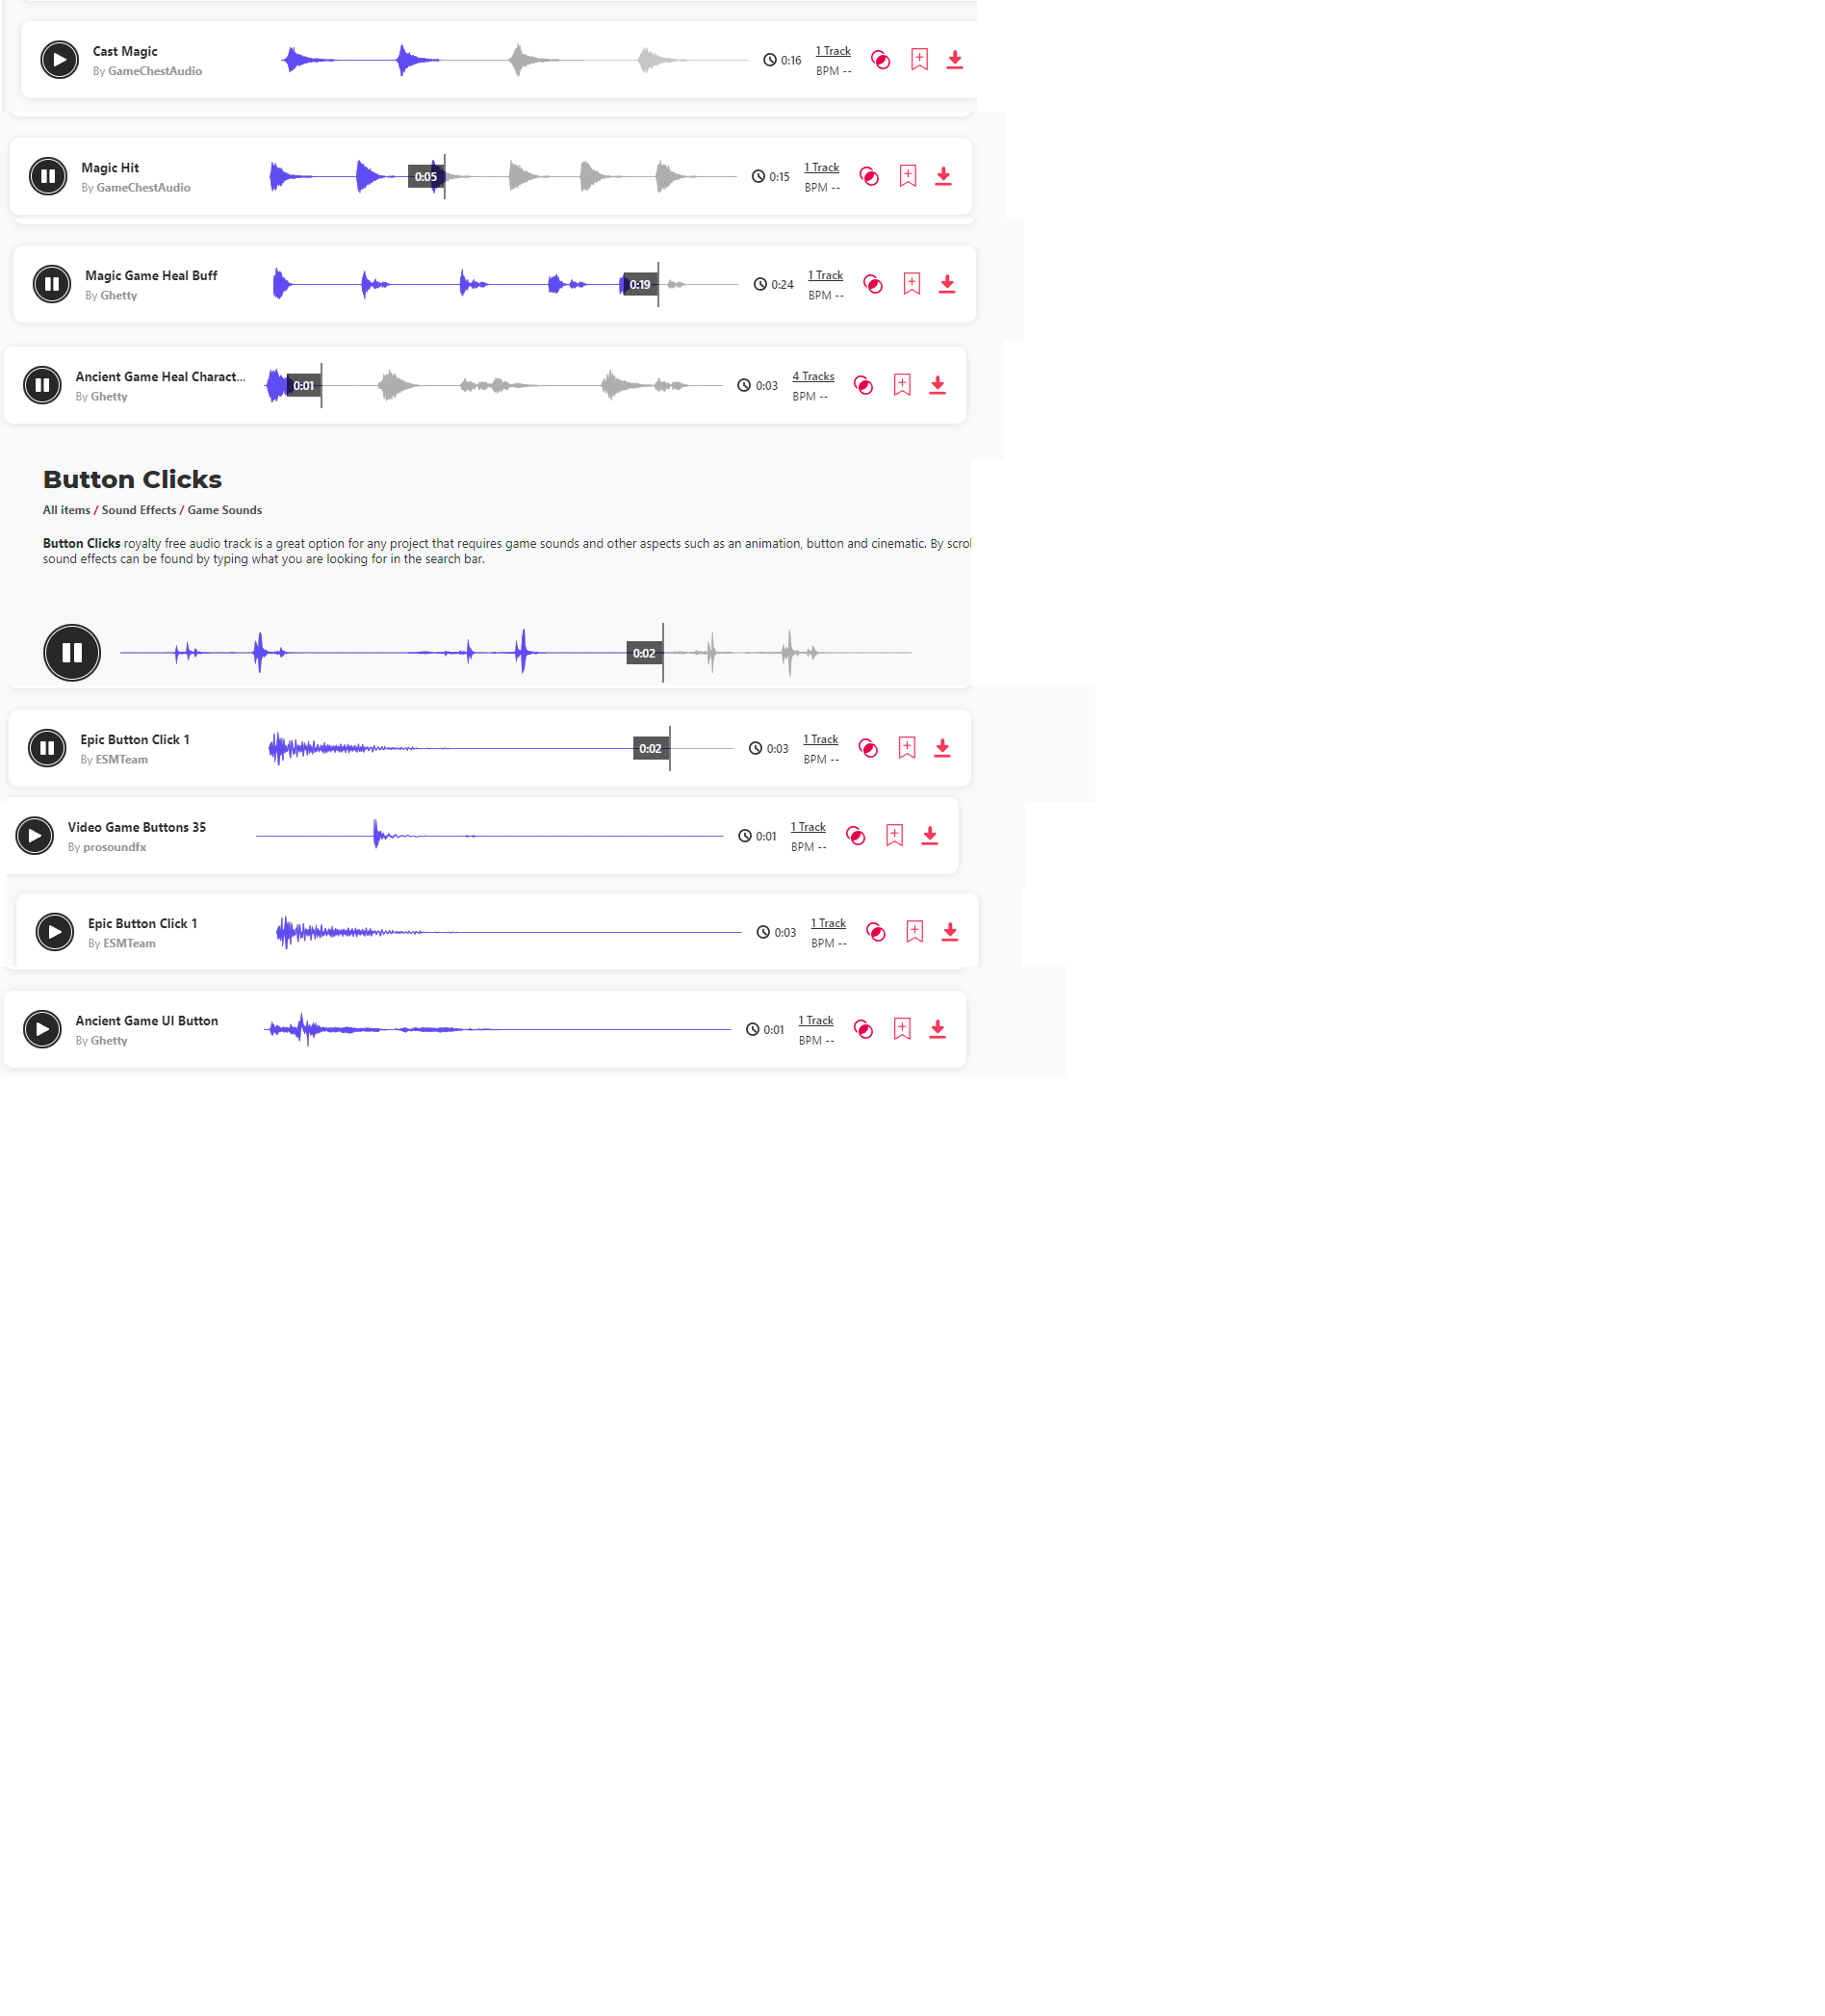 Cast Magic
By GameChestAudio
0:16
1 Track
BPM --
Magic Hit
By GameChestAudio
0:05
0:15
1 Track
BPM --
Magic Game Heal Buff
By Ghetty
0:19
0:24
1 Track
BPM --
Ancient Game Heal Charact...
By Ghetty
0:01
0:03
4 Tracks
BPM --
Button Clicks
All items / Sound Effects / Game Sounds
Button Clicks royalty free audio track is a great option for any project that requires game sounds and other aspects such as an animation, button and cinematic. By scrol
sound effects can be found by typing what you are looking for in the search bar.
0:02
Epic Button Click 1
By ESMTeam
0:02
0:03
1 Track
BPM --
Video Game Buttons 35
By prosoundfx
0:01
1 Track
BPM --
Epic Button Click 1
By ESMTeam
0:03
1 Track
BPM --
Ancient Game UI Button
By Ghetty
0:01
1 Track
BPM --